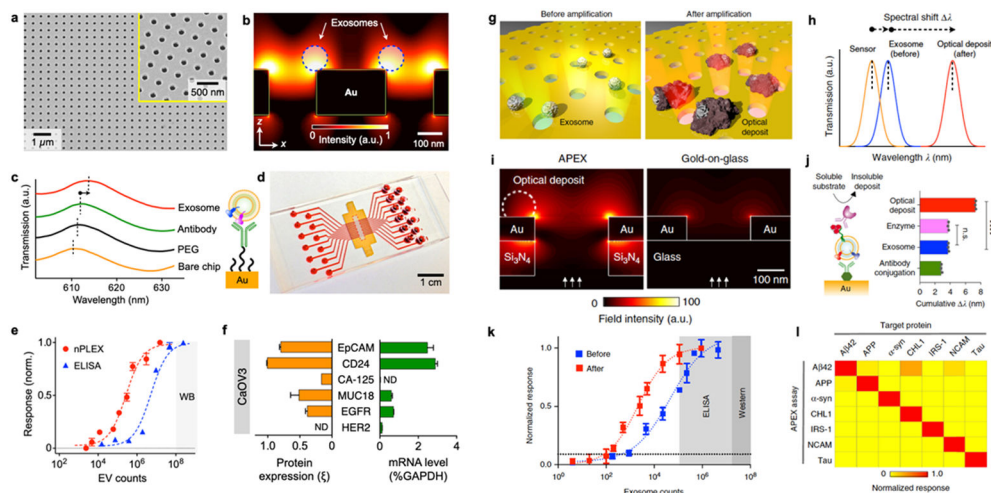 a
500 nm
1 µm
b
Exosomes
Au
z
x
0 1
Intensity (a.u.)
100 nm
c
Transmission (a.u.)
Exosome
Antibody
PEG
Bare chip
610 620 630
Wavelength (nm)
Au
d
1 cm
e
nPLEX
ELISA
WB
Response (norm.)
1.0
0.5
0.0
10² 10⁴ 10⁶ 10⁸
EV counts
f
CaOV3
EpCAM
CD24
CA-125
MUC18
EGFR
HER2
ND
ND
1.0 0.5 0.0
Protein
expression (ξ)
0 2 4
mRNA level
(%GAPDH)
g
Before amplification
After amplification
Exosome
Optical
deposit
h
Spectral shift Δλ
Sensor
Exosome
(before)
Optical deposit
(after)
Transmission (a.u.)
Wavelength λ (nm)
i
APEX
Gold-on-glass
Optical deposit
Au Au
Si₃N₄ Si₃N₄
Au Au
Glass
100 nm
0 100
Field intensity (a.u.)
j
Soluble
substrate
Insoluble
deposit
Au
Optical
deposit
Enzyme
Exosome
Antibody
conjugation
n.s.
0 2 4 6 8
Cumulative Δλ
k
Before
After
ELISA
Western
Normalized response
1.0
0.5
0
10⁰ 10² 10⁴ 10⁶ 10⁸
Exosome counts
l
Target protein
Aβ42 APP α-syn CHL1 IRS-1 NCAM Tau
APEX assay
Aβ42
APP
α-syn
CHL1
IRS-1
NCAM
Tau
0 1.0
Normalized response